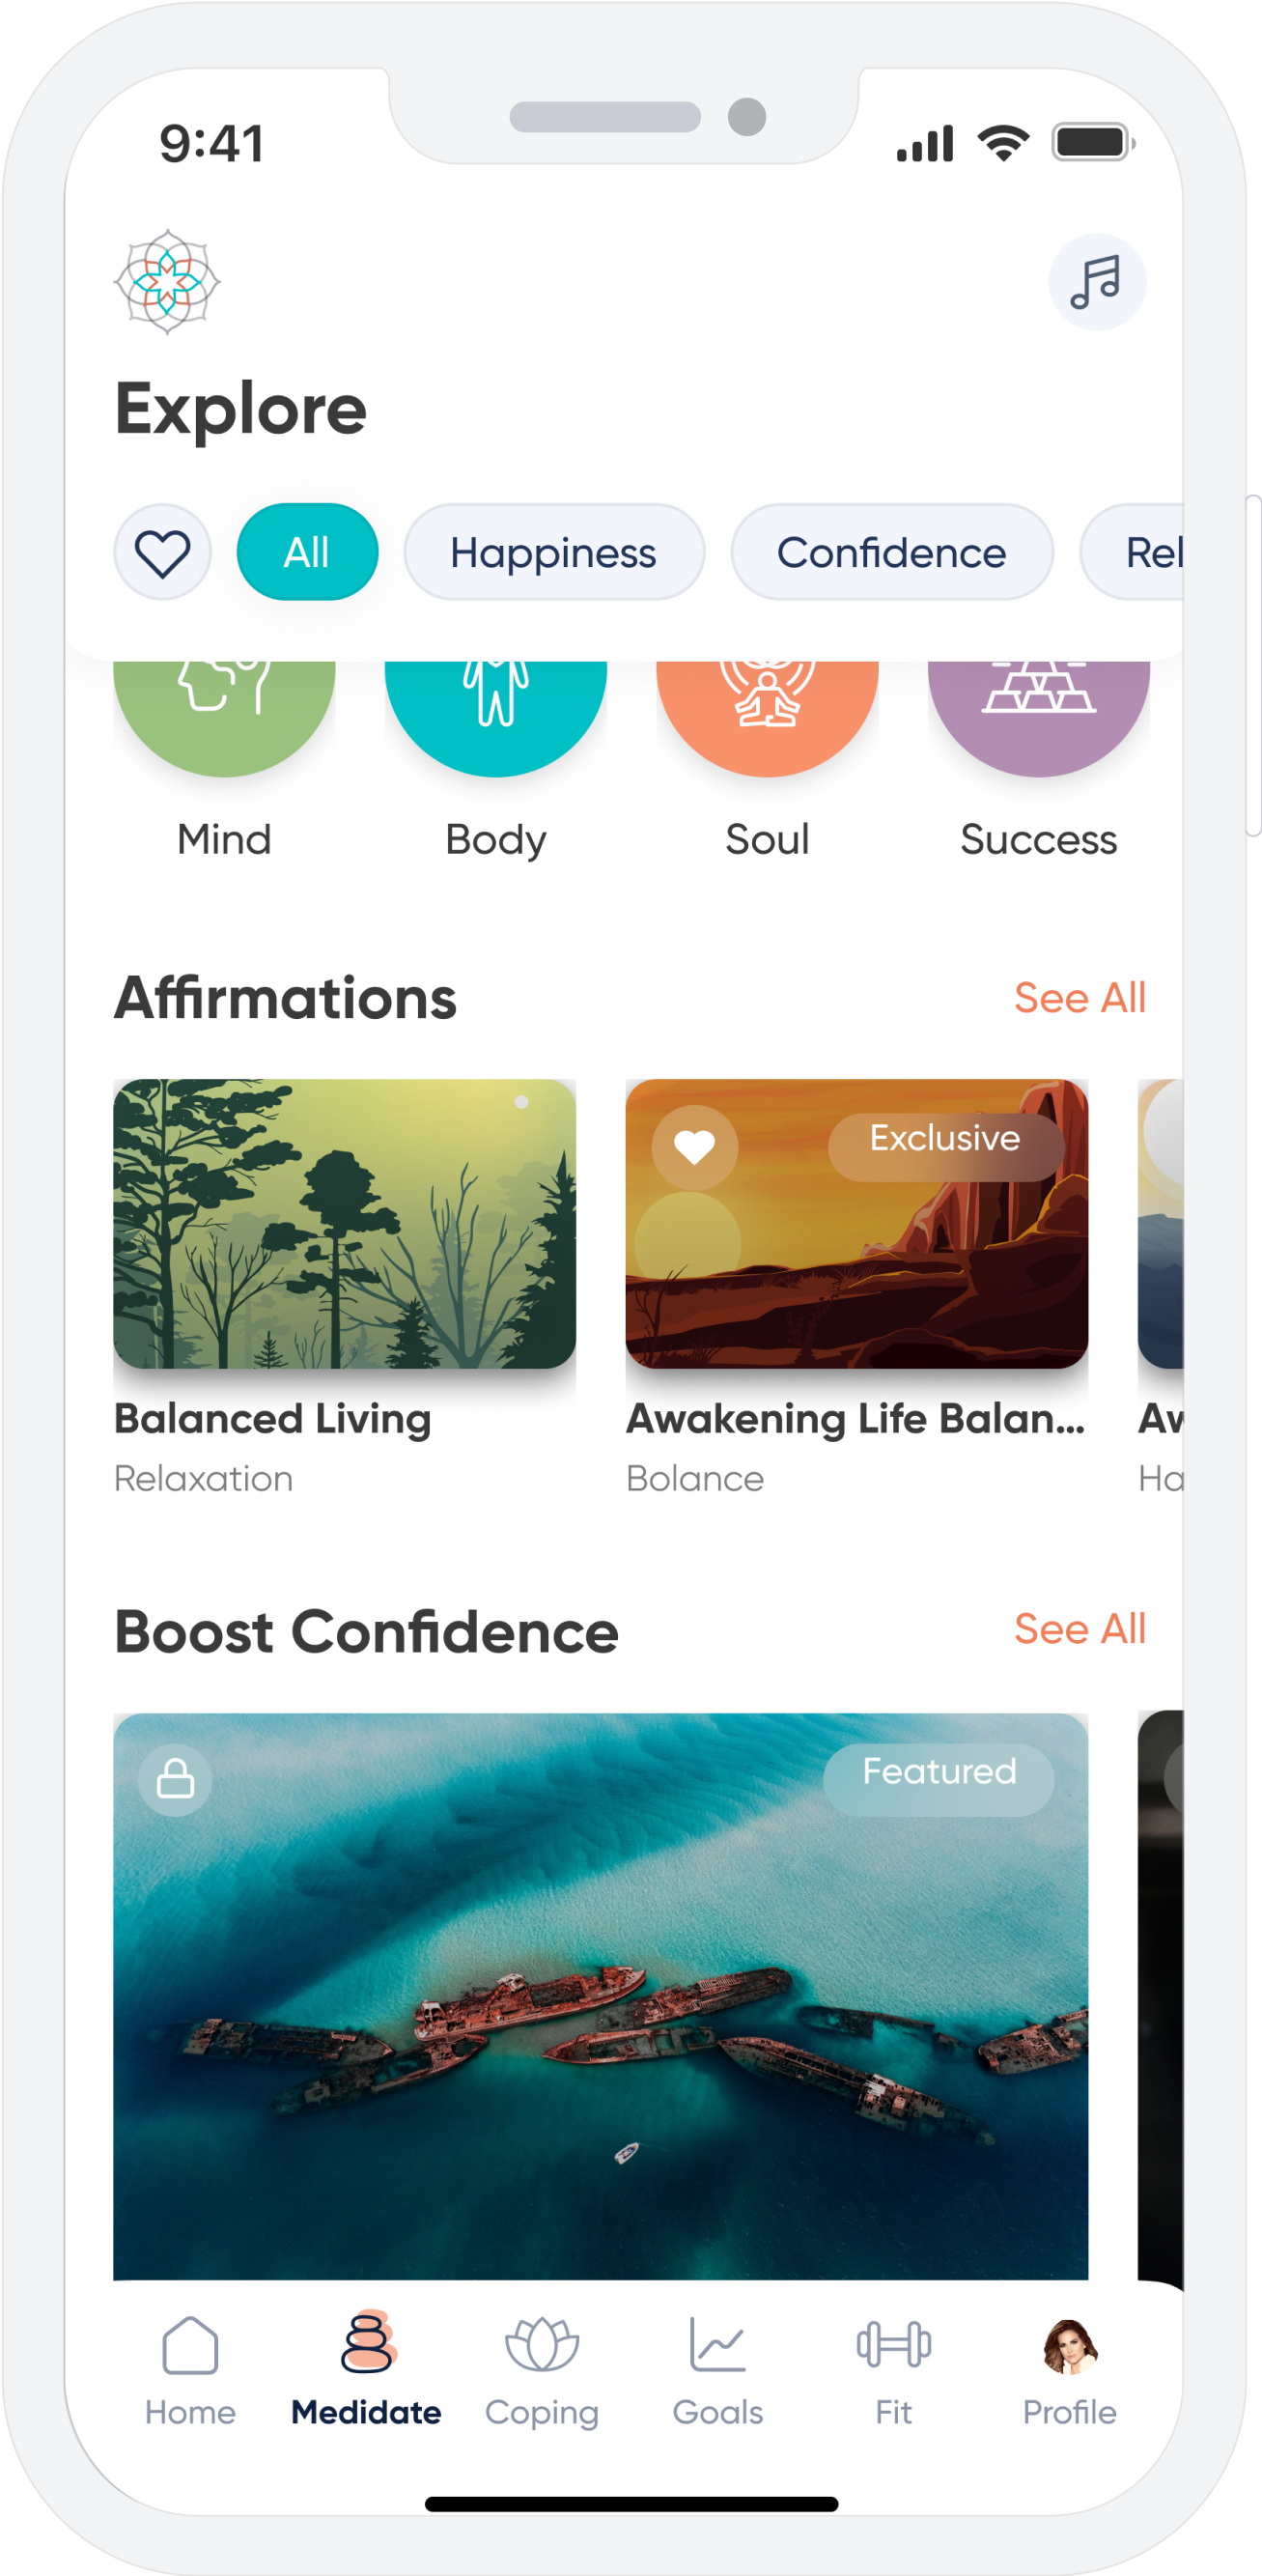 9:41
Explore
All Happiness Confidence Rel
Mind Body Soul Success
Affirmations See All
Exclusive
Balanced Living Awakening Life Balan... Aw
Relaxation Bolance Ha
Boost Confidence See All
Featured
Home Medidate Coping Goals Fit Profile